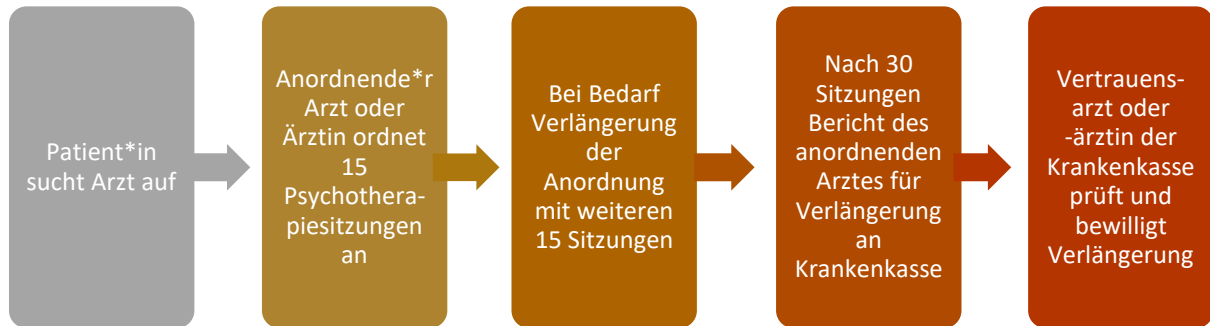 Patient*in
sucht Arzt auf
Anordnende*r
Arzt oder
Ärztin ordnet
15
Psychothera-
piesitzungen
an
Bei Bedarf
Verlängerung
der
Anordnung
mit weiteren
15 Sitzungen
Nach 30
Sitzungen
Bericht des
anordnenden
Arztes für
Verlängerung
an
Krankenkasse
Vertrauens-
arzt oder
-ärztin der
Krankenkasse
prüft und
bewilligt
Verlängerung